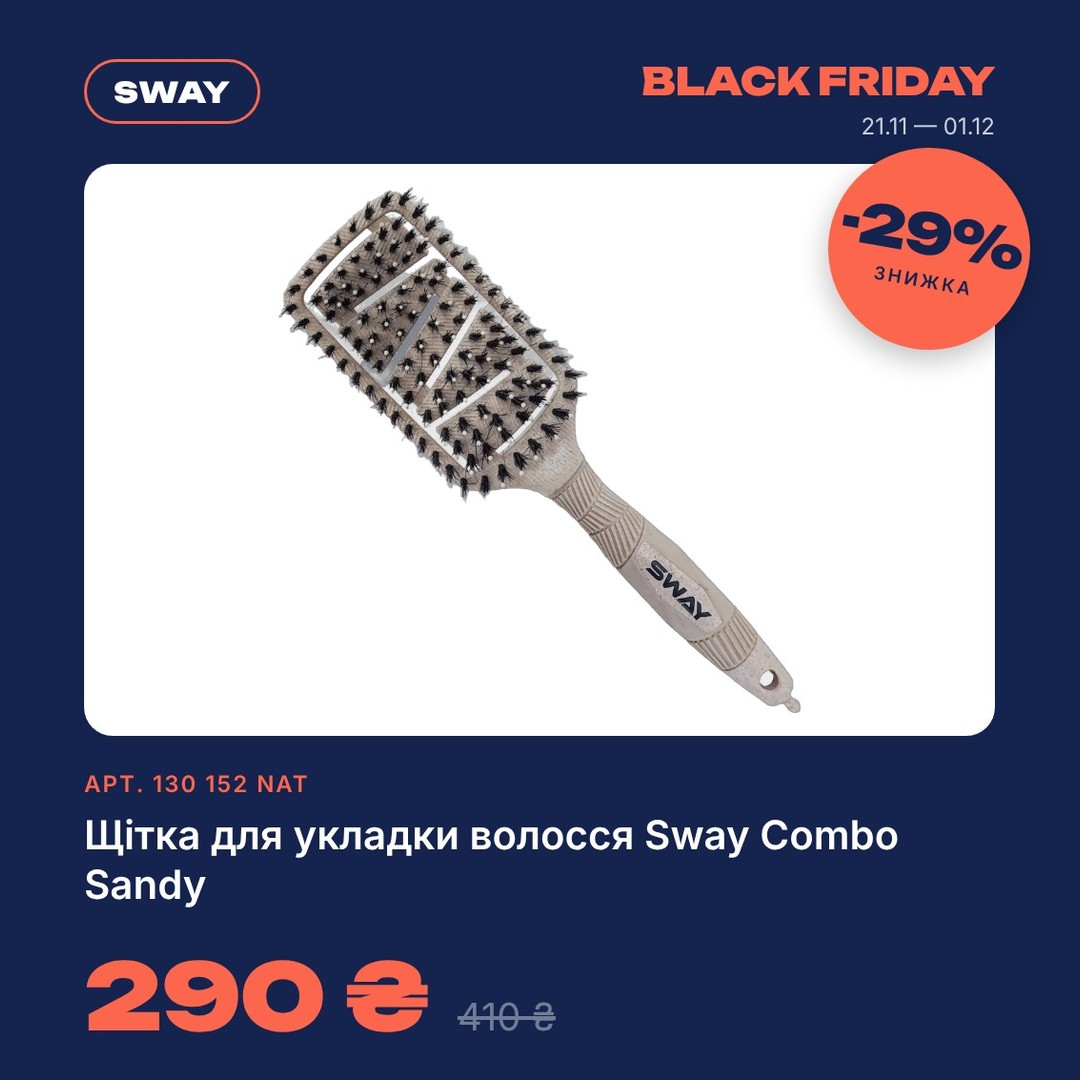 SWAY
BLACK FRIDAY
21.11 — 01.12
-29%
ЗНИЖКА
SWAY
АРТ. 130 152 NAT
Щітка для укладки волосся Sway Combo
Sandy
290 ₴ 410 ₴